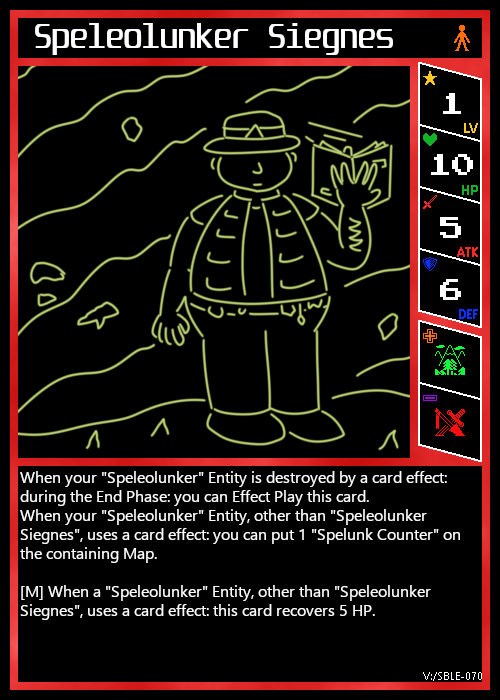 Speleolunker Siegnes
1
LV
10
HP
5
ATK
6
DEF
When your "Speleolunker" Entity is destroyed by a card effect:
during the End Phase: you can Effect Play this card.
When your "Speleolunker" Entity, other than "Speleolunker
Siegnes", uses a card effect: you can put 1 "Spelunk Counter" on
the containing Map.
[M] When a "Speleolunker" Entity, other than "Speleolunker
Siegnes", uses a card effect: this card recovers 5 HP.
V:/SBLE-070